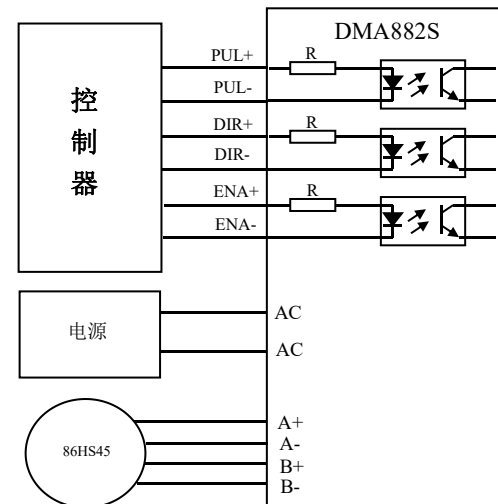 DMA882S
控
制
器
PUL+
R
PUL-
DIR+
R
DIR-
ENA+
R
ENA-
电源
AC
AC
86HS45
A+
A-
B+
B-